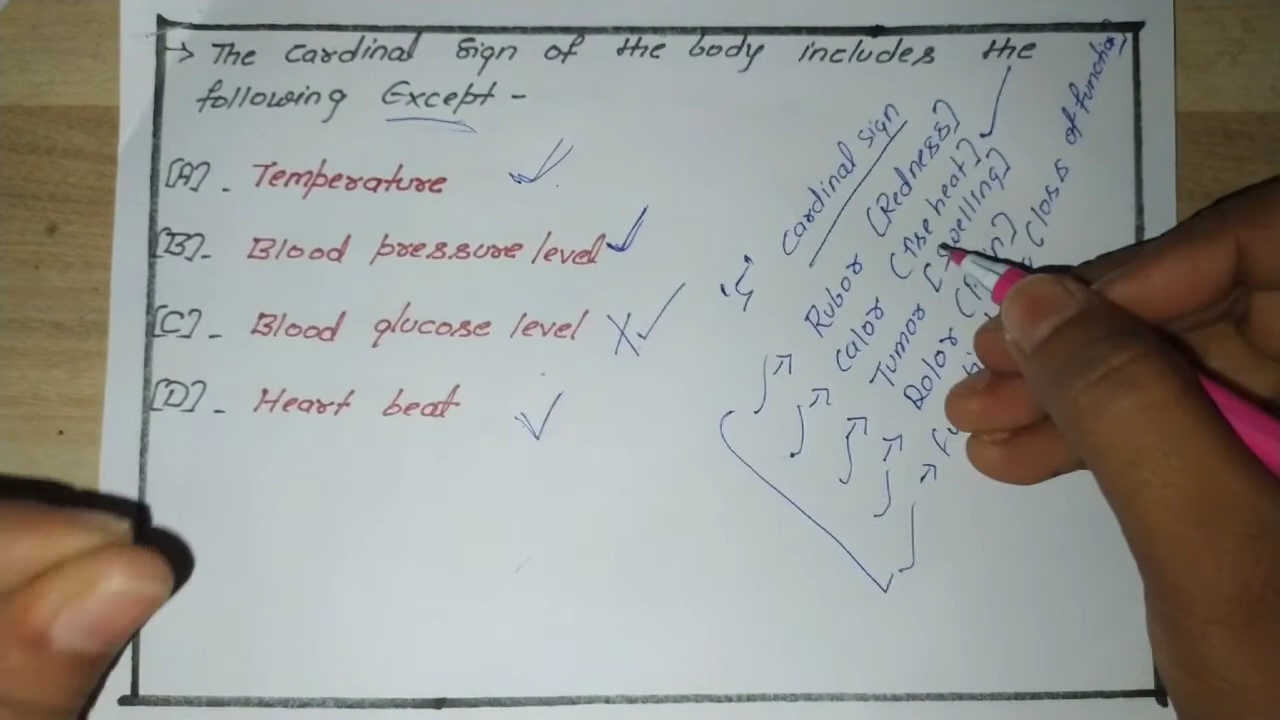 → The Cardinal Sign of the body includes the
following Except -
[A]. Temperature
[B]. Blood pressure level
[C]. Blood glucose level
[D]. Heart beat
Cardinal Sign
Rubor [Redness]
Calor (rise heat]
Tumor [Swelling]
Dolor
(loss of function)